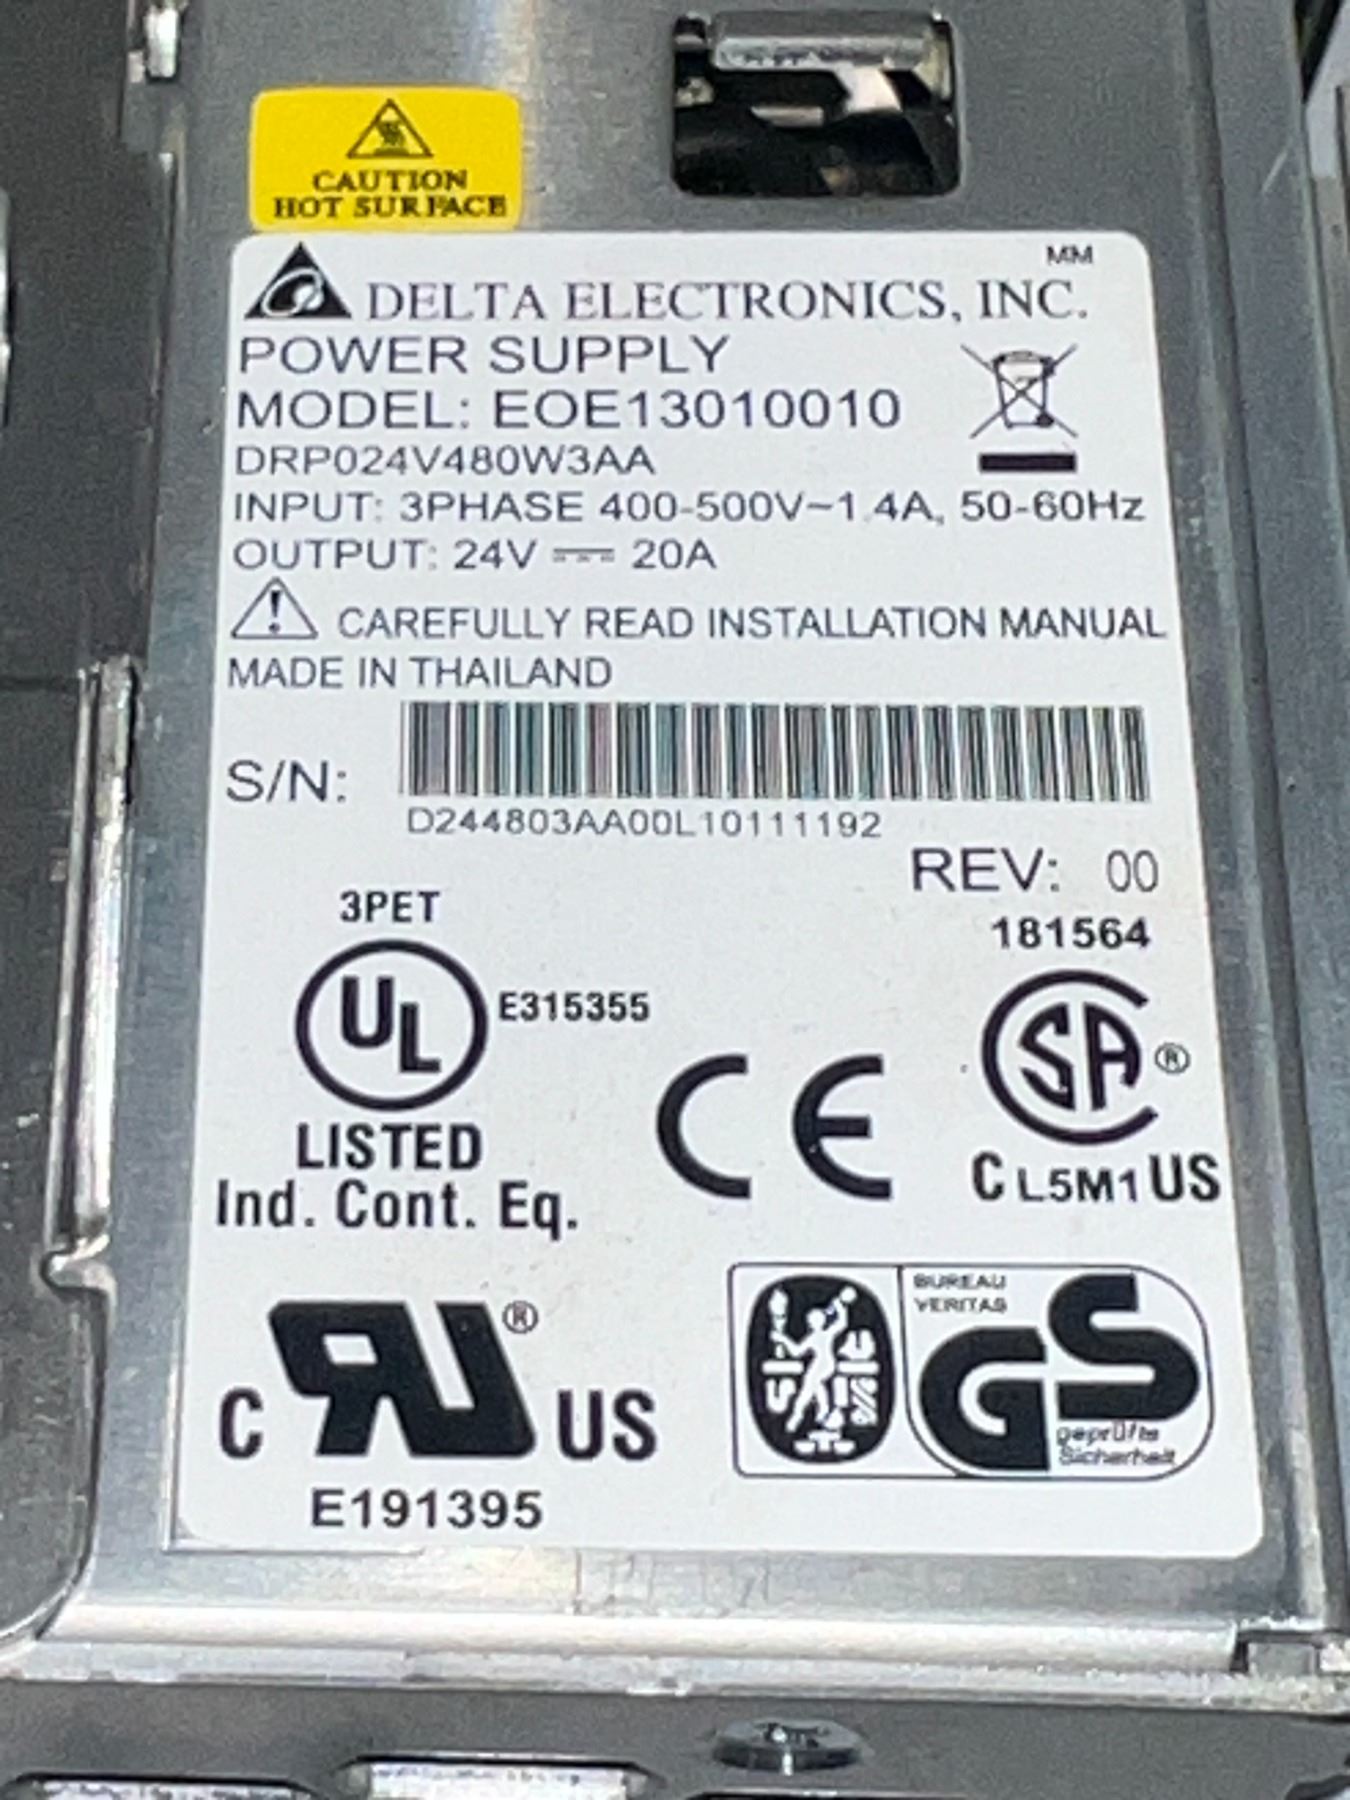 CAUTION
HOT SURFACE
MM
DELTA ELECTRONICS, INC.
POWER SUPPLY
MODEL: EOE13010010
DRP024V480W3AA
INPUT: 3PHASE 400-500V~1.4A, 50-60Hz
OUTPUT: 24V ⎓ 20A
CAREFULLY READ INSTALLATION MANUAL
MADE IN THAILAND
S/N:
D244803AA00L10111192
REV: 00
3PET
181564
UL
E315355
SA ®
CE
LISTED
C L5M1 US
Ind. Cont. Eq.
BUREAU
VERITAS
GS
geprüfte
Sicherheit
C RU ® US
E191395